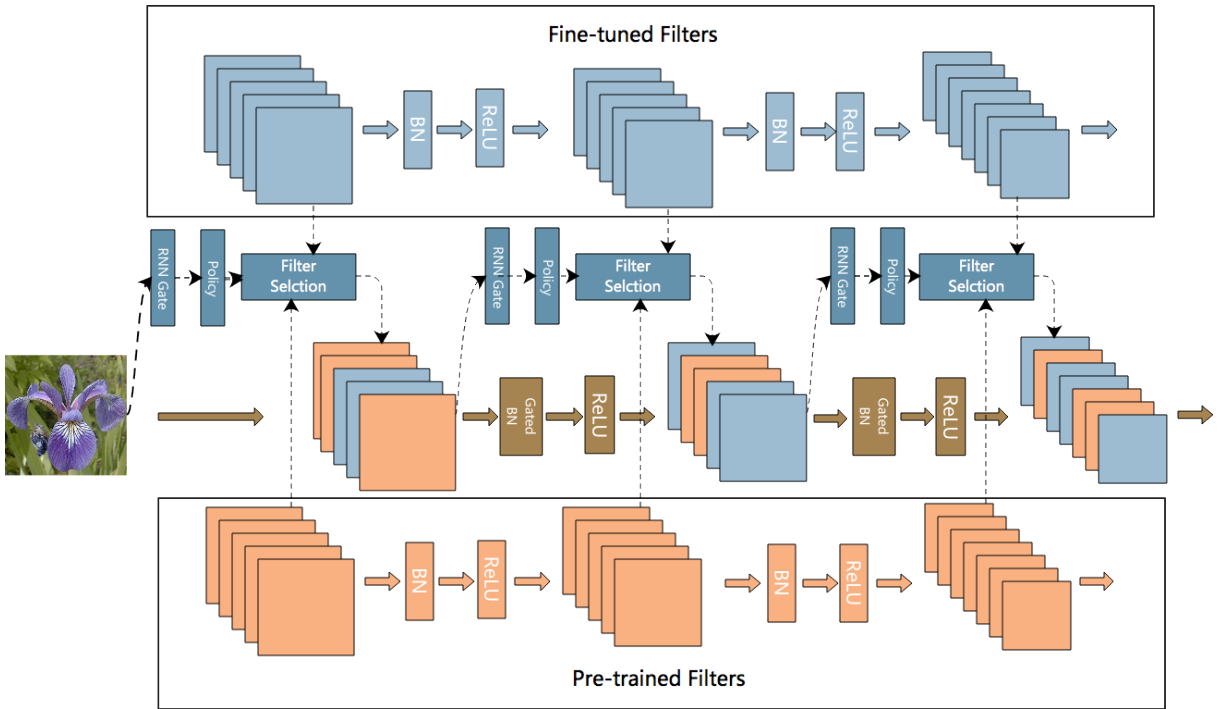 Fine-tuned Filters
BN
ReLU
BN
ReLU
RNN Gate
Policy
Filter
Selction
RNN Gate
Policy
Filter
Selction
RNN Gate
Policy
Filter
Selction
Gated
BN
ReLU
Gated
BN
ReLU
BN
ReLU
BN
ReLU
Pre-trained Filters